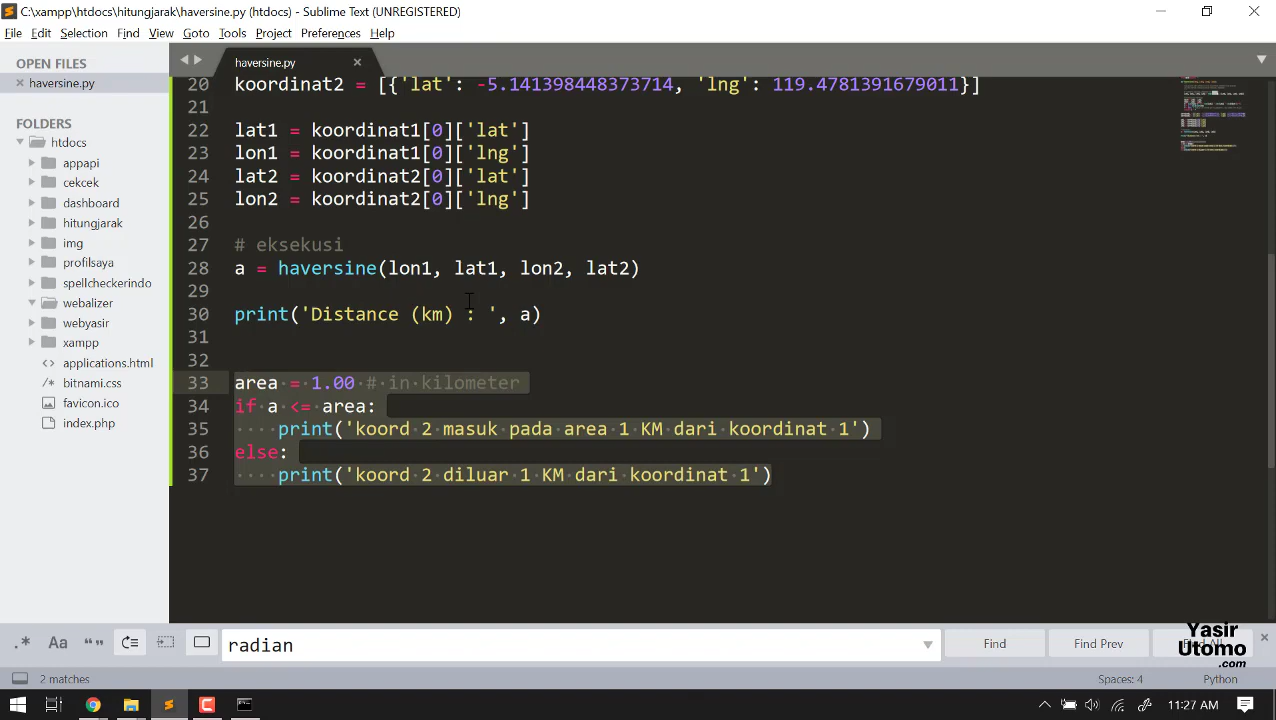 C:\xampp\htdocs\hitungjarak\haversine.py (htdocs) - Sublime Text (UNREGISTERED)
File Edit Selection Find View Goto Tools Project Preferences Help
OPEN FILES
haversine.py
FOLDERS
htdocs
appapi
cekcek
dashboard
hitungjarak
img
profilsaya
spellcheckerindo
webalizer
webyasir
xampp
applications.html
bitnami.css
favico.ico
index.php
haversine.py
20 koordinat2 = [{'lat': -5.141398448373714, 'lng': 119.4781391679011}]
21
22 lat1 = koordinat1[0]['lat']
23 lon1 = koordinat1[0]['lng']
24 lat2 = koordinat2[0]['lat']
25 lon2 = koordinat2[0]['lng']
26
27 # eksekusi
28 a = haversine(lon1, lat1, lon2, lat2)
29
30 print('Distance (km) : ', a)
31
32
33 area = 1.00 # in kilometer
34 if a <= area:
35 print('koord 2 masuk pada area 1 KM dari koordinat 1')
36 else:
37 print('koord 2 diluar 1 KM dari koordinat 1')
.* Aa “” radian Find Find Prev
Yasir
Utomo
.com
2 matches Spaces: 4 Python
11:27 AM